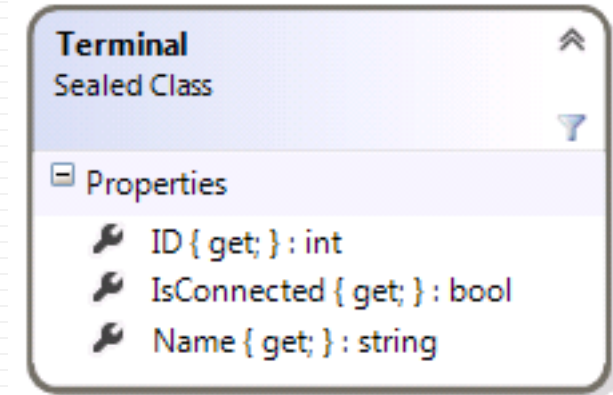 Terminal
Sealed Class
Properties
ID { get; } : int
IsConnected { get; } : bool
Name { get; } : string